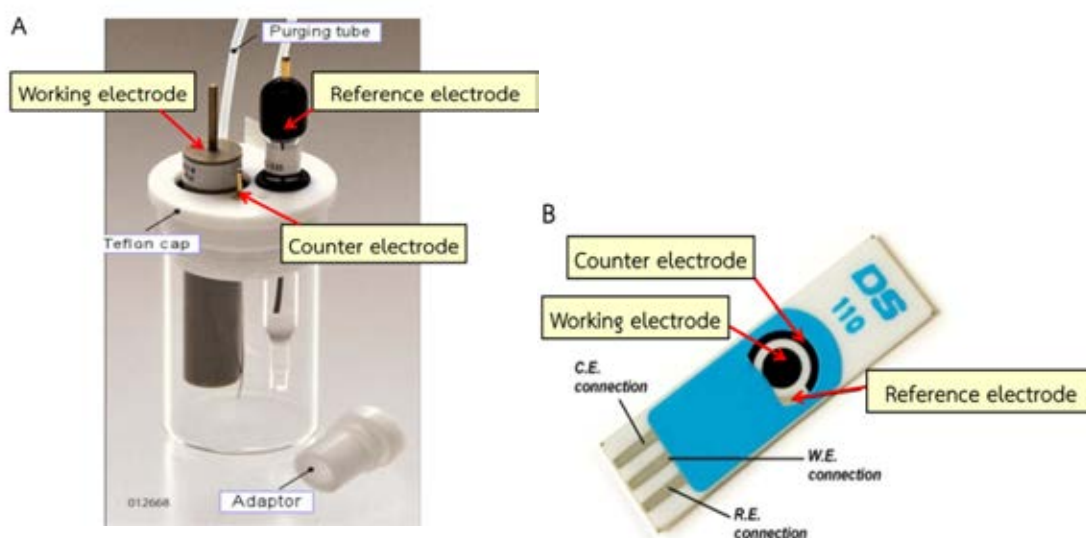 A
Purging tube
Working electrode
Reference electrode
Teflon cap
Counter electrode
Adaptor
012668
B
Counter electrode
DS
110
Working electrode
C.E.
connection
Reference electrode
W.E.
connection
R.E.
connection